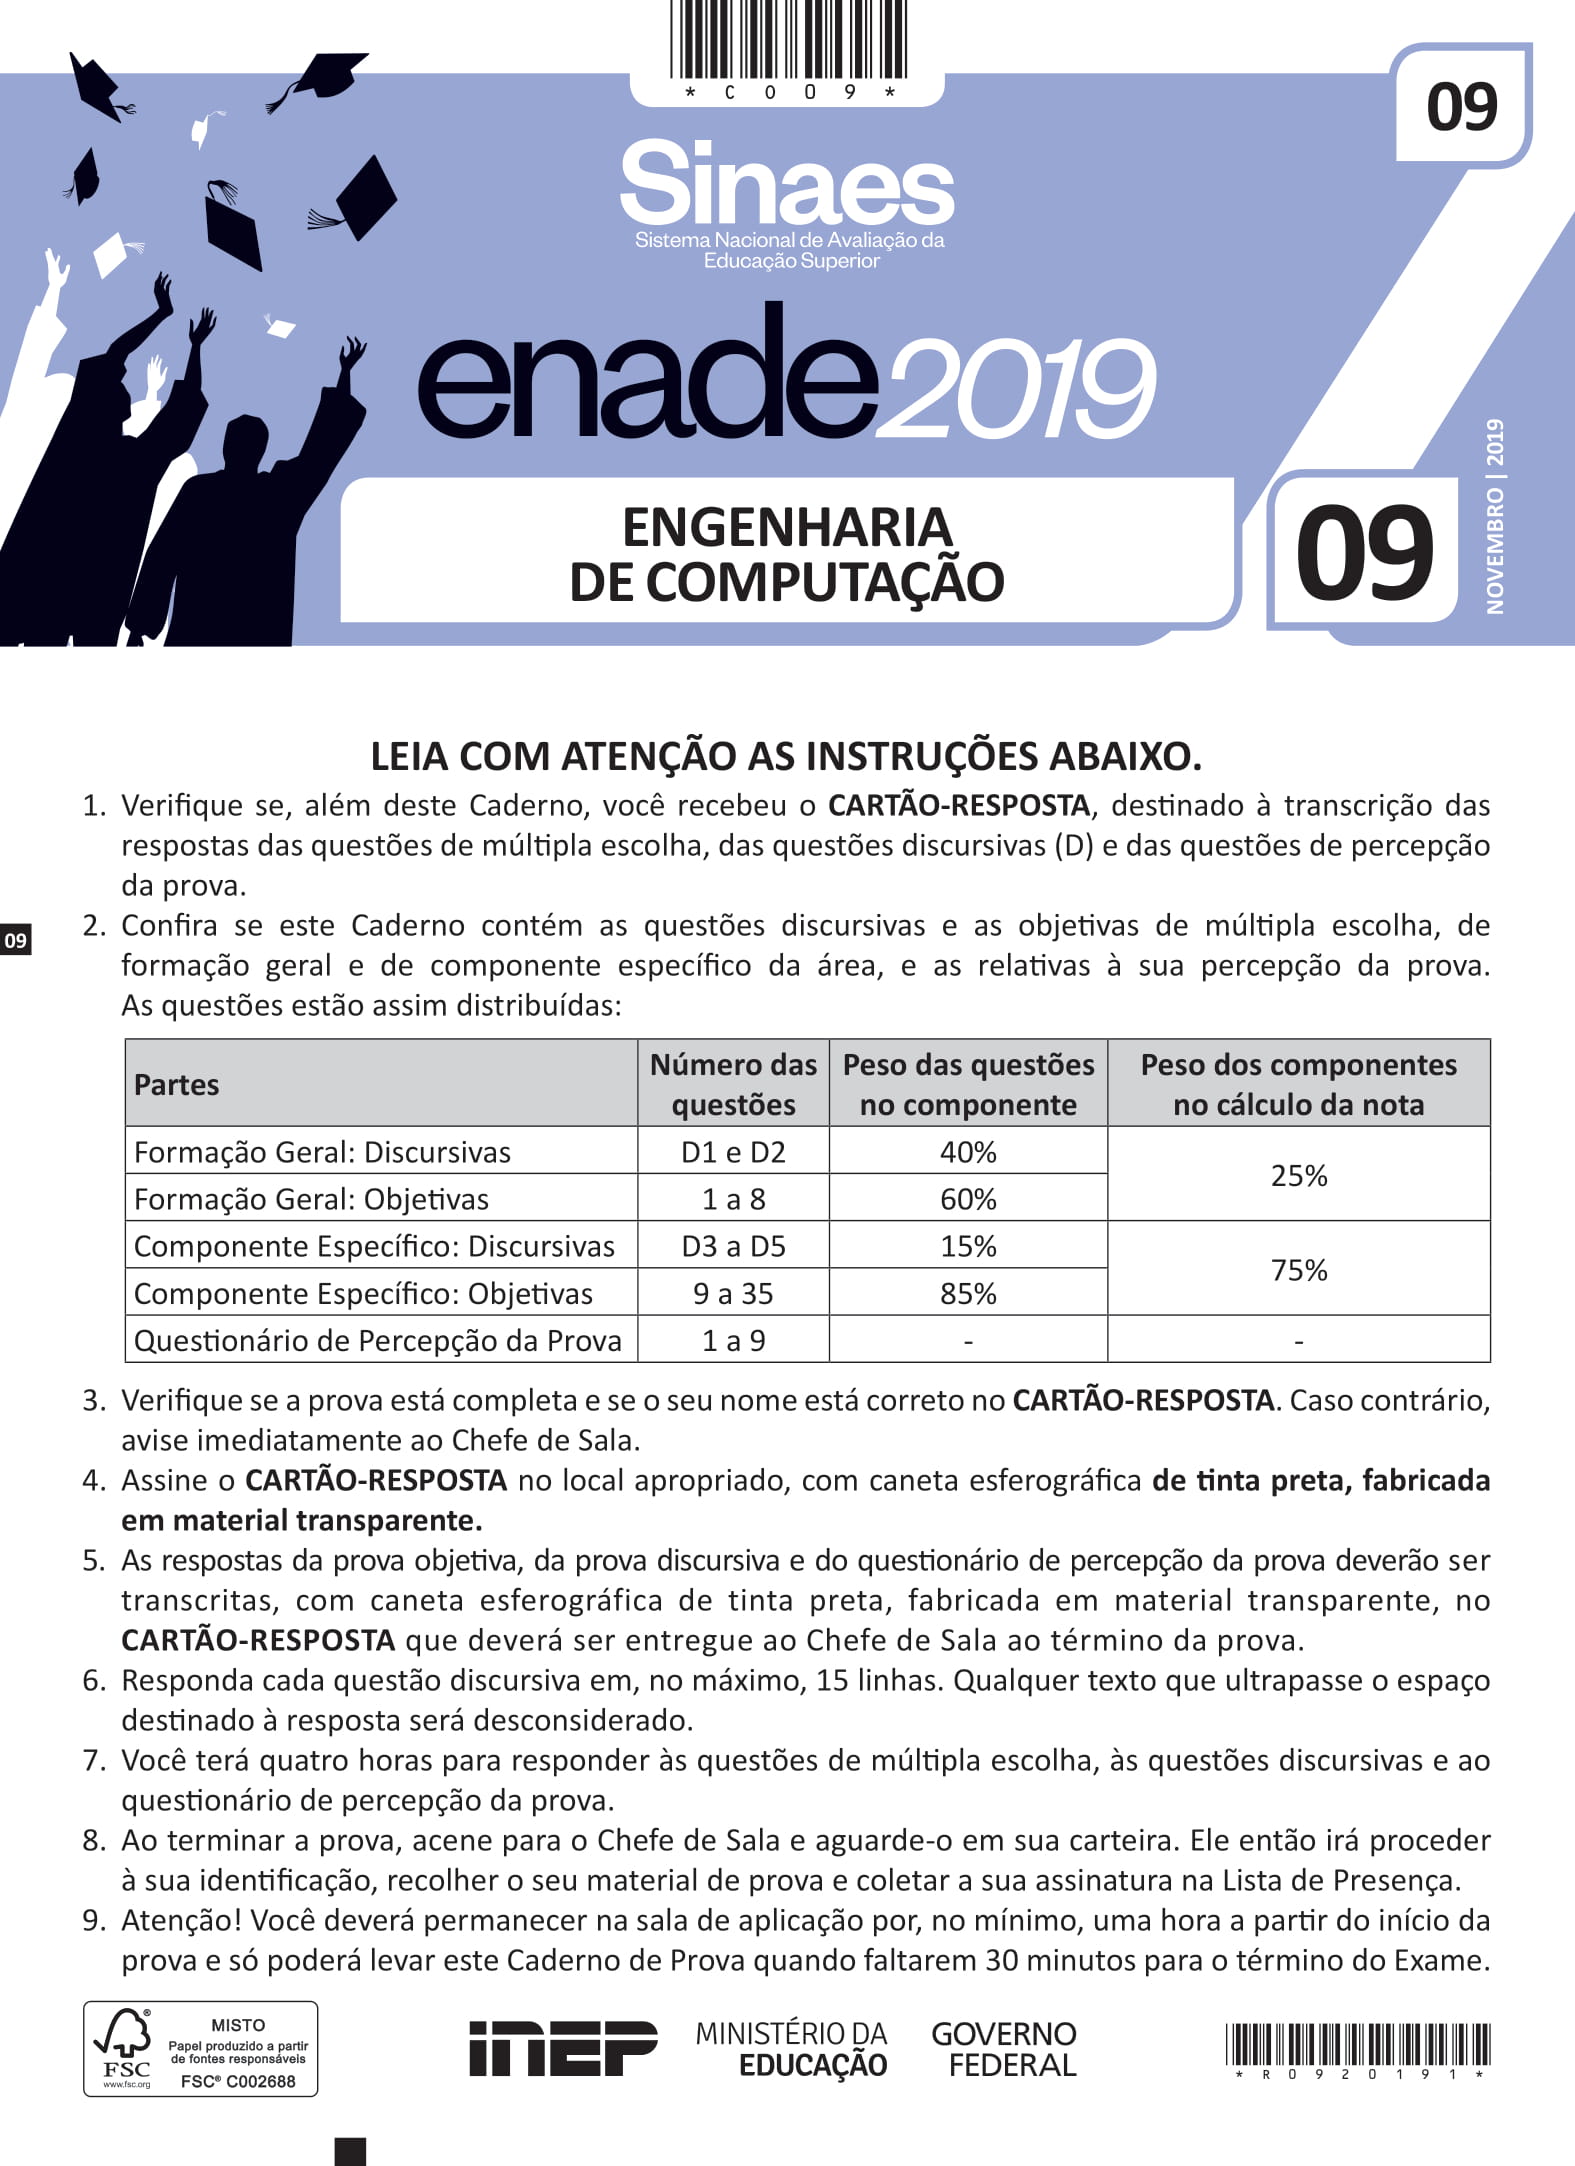 * C 0 0 9 *
09
Sinaes
Sistema Nacional de Avaliação da
Educação Superior
enade2019
ENGENHARIA
DE COMPUTAÇÃO
09
NOVEMBRO | 2019
LEIA COM ATENÇÃO AS INSTRUÇÕES ABAIXO.
1. Verifique se, além deste Caderno, você recebeu o CARTÃO-RESPOSTA, destinado à transcrição das
respostas das questões de múltipla escolha, das questões discursivas (D) e das questões de percepção
da prova.
09
2. Confira se este Caderno contém as questões discursivas e as objetivas de múltipla escolha, de
formação geral e de componente específico da área, e as relativas à sua percepção da prova.
As questões estão assim distribuídas:
Partes | Número das questões | Peso das questões no componente | Peso dos componentes no cálculo da nota
Formação Geral: Discursivas D1 e D2 40% 25%
Formação Geral: Objetivas 1 a 8 60%
Componente Específico: Discursivas D3 a D5 15% 75%
Componente Específico: Objetivas 9 a 35 85%
Questionário de Percepção da Prova 1 a 9 - -
3. Verifique se a prova está completa e se o seu nome está correto no CARTÃO-RESPOSTA. Caso contrário,
avise imediatamente ao Chefe de Sala.
4. Assine o CARTÃO-RESPOSTA no local apropriado, com caneta esferográfica de tinta preta, fabricada
em material transparente.
5. As respostas da prova objetiva, da prova discursiva e do questionário de percepção da prova deverão ser
transcritas, com caneta esferográfica de tinta preta, fabricada em material transparente, no
CARTÃO-RESPOSTA que deverá ser entregue ao Chefe de Sala ao término da prova.
6. Responda cada questão discursiva em, no máximo, 15 linhas. Qualquer texto que ultrapasse o espaço
destinado à resposta será desconsiderado.
7. Você terá quatro horas para responder às questões de múltipla escolha, às questões discursivas e ao
questionário de percepção da prova.
8. Ao terminar a prova, acene para o Chefe de Sala e aguarde-o em sua carteira. Ele então irá proceder
à sua identificação, recolher o seu material de prova e coletar a sua assinatura na Lista de Presença.
9. Atenção! Você deverá permanecer na sala de aplicação por, no mínimo, uma hora a partir do início da
prova e só poderá levar este Caderno de Prova quando faltarem 30 minutos para o término do Exame.
FSC
www.fsc.org
MISTO
Papel produzido a partir
de fontes responsáveis
FSC® C002688
INEP
MINISTÉRIO DA
EDUCAÇÃO
GOVERNO
FEDERAL
* R 0 9 2 0 1 9 1 *